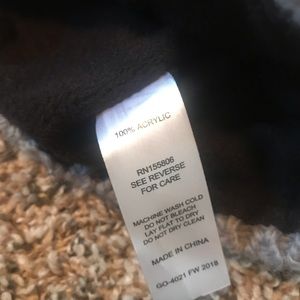 100% ACRYLIC
RN155806
SEE REVERSE
FOR CARE
MACHINE WASH COLD
DO NOT BLEACH
LAY FLAT TO DRY
DO NOT DRY CLEAN
MADE IN CHINA
GO-4021 FW 2018